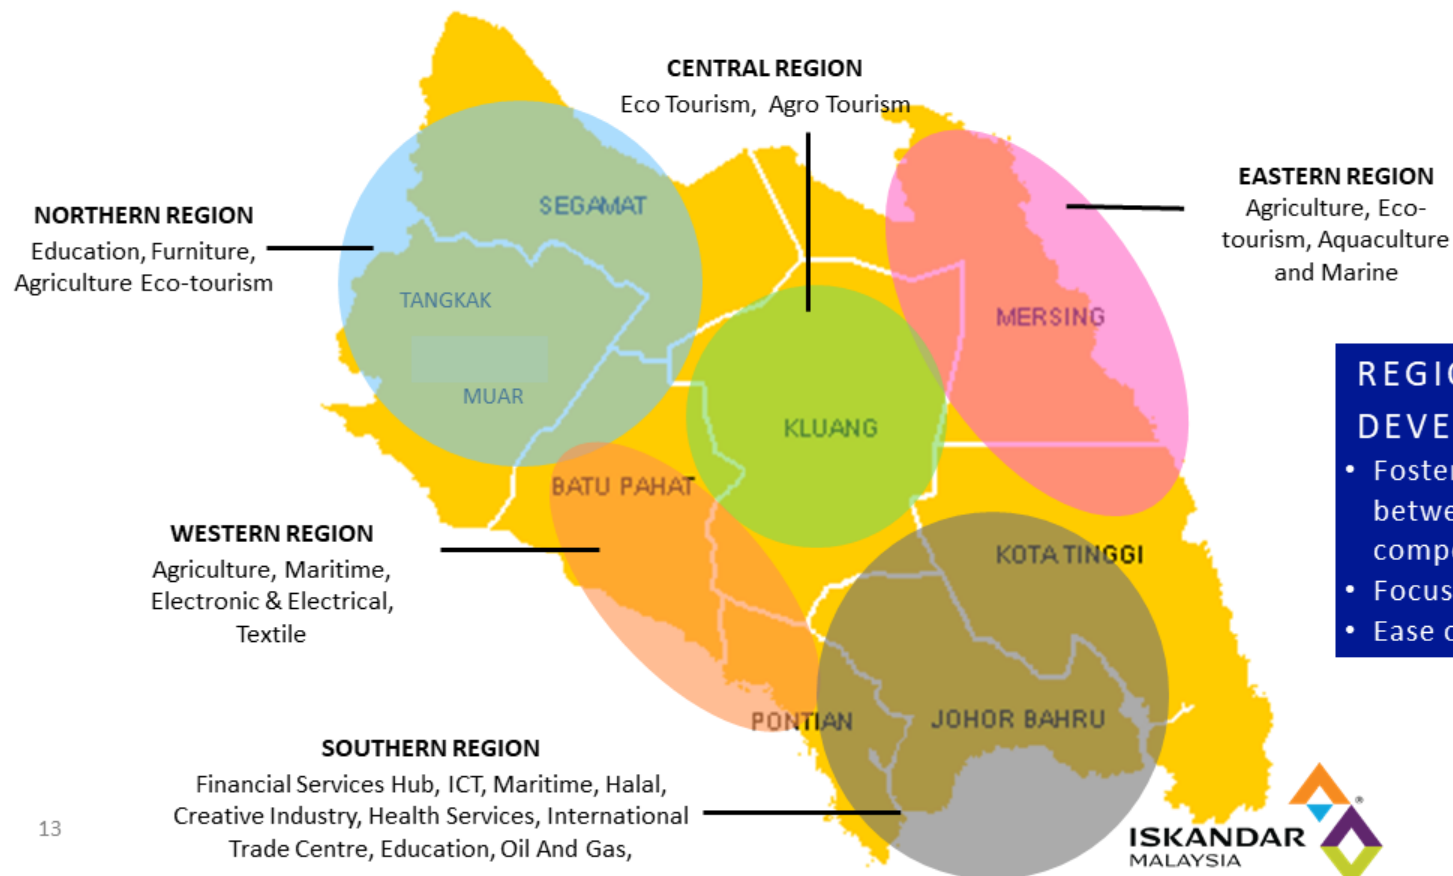 CENTRAL REGION
Eco Tourism, Agro Tourism
EASTERN REGION
Agriculture, Eco-
tourism, Aquaculture
and Marine
NORTHERN REGION
Education, Furniture,
Agriculture Eco-tourism
SEGAMAT
TANGKAK
MUAR
MERSING
KLUANG
BATU PAHAT
KOTA TINGGI
PONTIAN
JOHOR BAHRU
WESTERN REGION
Agriculture, Maritime,
Electronic & Electrical,
Textile
SOUTHERN REGION
Financial Services Hub, ICT, Maritime, Halal,
Creative Industry, Health Services, International
Trade Centre, Education, Oil And Gas,
• Focus
• Ease
13
ISKANDAR ®
MALAYSIA